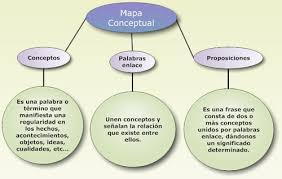 Mapa
Conceptual
Conceptos
Palabras
enlace
Proposiciones
Es una palabra o
término que
manifiesta una
regularidad en
los hechos,
acontecimientos,
objetos, ideas,
cualidades, etc...
Unen conceptos y
señalan la relación
que existe entre
ellos.
Es una frase que
consta de dos o
más conceptos
unidos por palabras
enlace, dándonos
un significado
determinado.